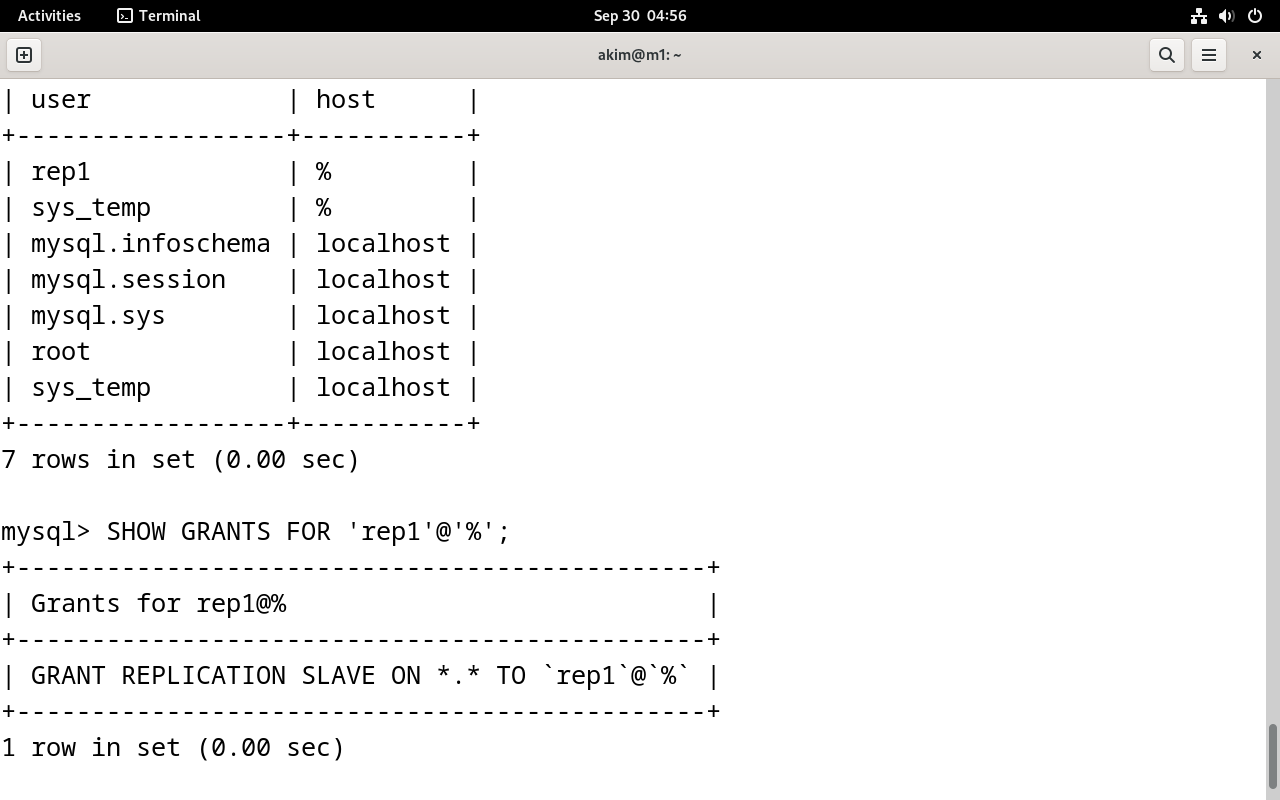 Activities Terminal Sep 30 04:56
akim@m1: ~
| user             | host      |
+------------------+-----------+
| rep1             | %         |
| sys_temp         | %         |
| mysql.infoschema | localhost |
| mysql.session    | localhost |
| mysql.sys        | localhost |
| root             | localhost |
| sys_temp         | localhost |
+------------------+-----------+
7 rows in set (0.00 sec)

mysql> SHOW GRANTS FOR 'rep1'@'%';
+----------------------------------------------+
| Grants for rep1@%                            |
+----------------------------------------------+
| GRANT REPLICATION SLAVE ON *.* TO `rep1`@`%` |
+----------------------------------------------+
1 row in set (0.00 sec)